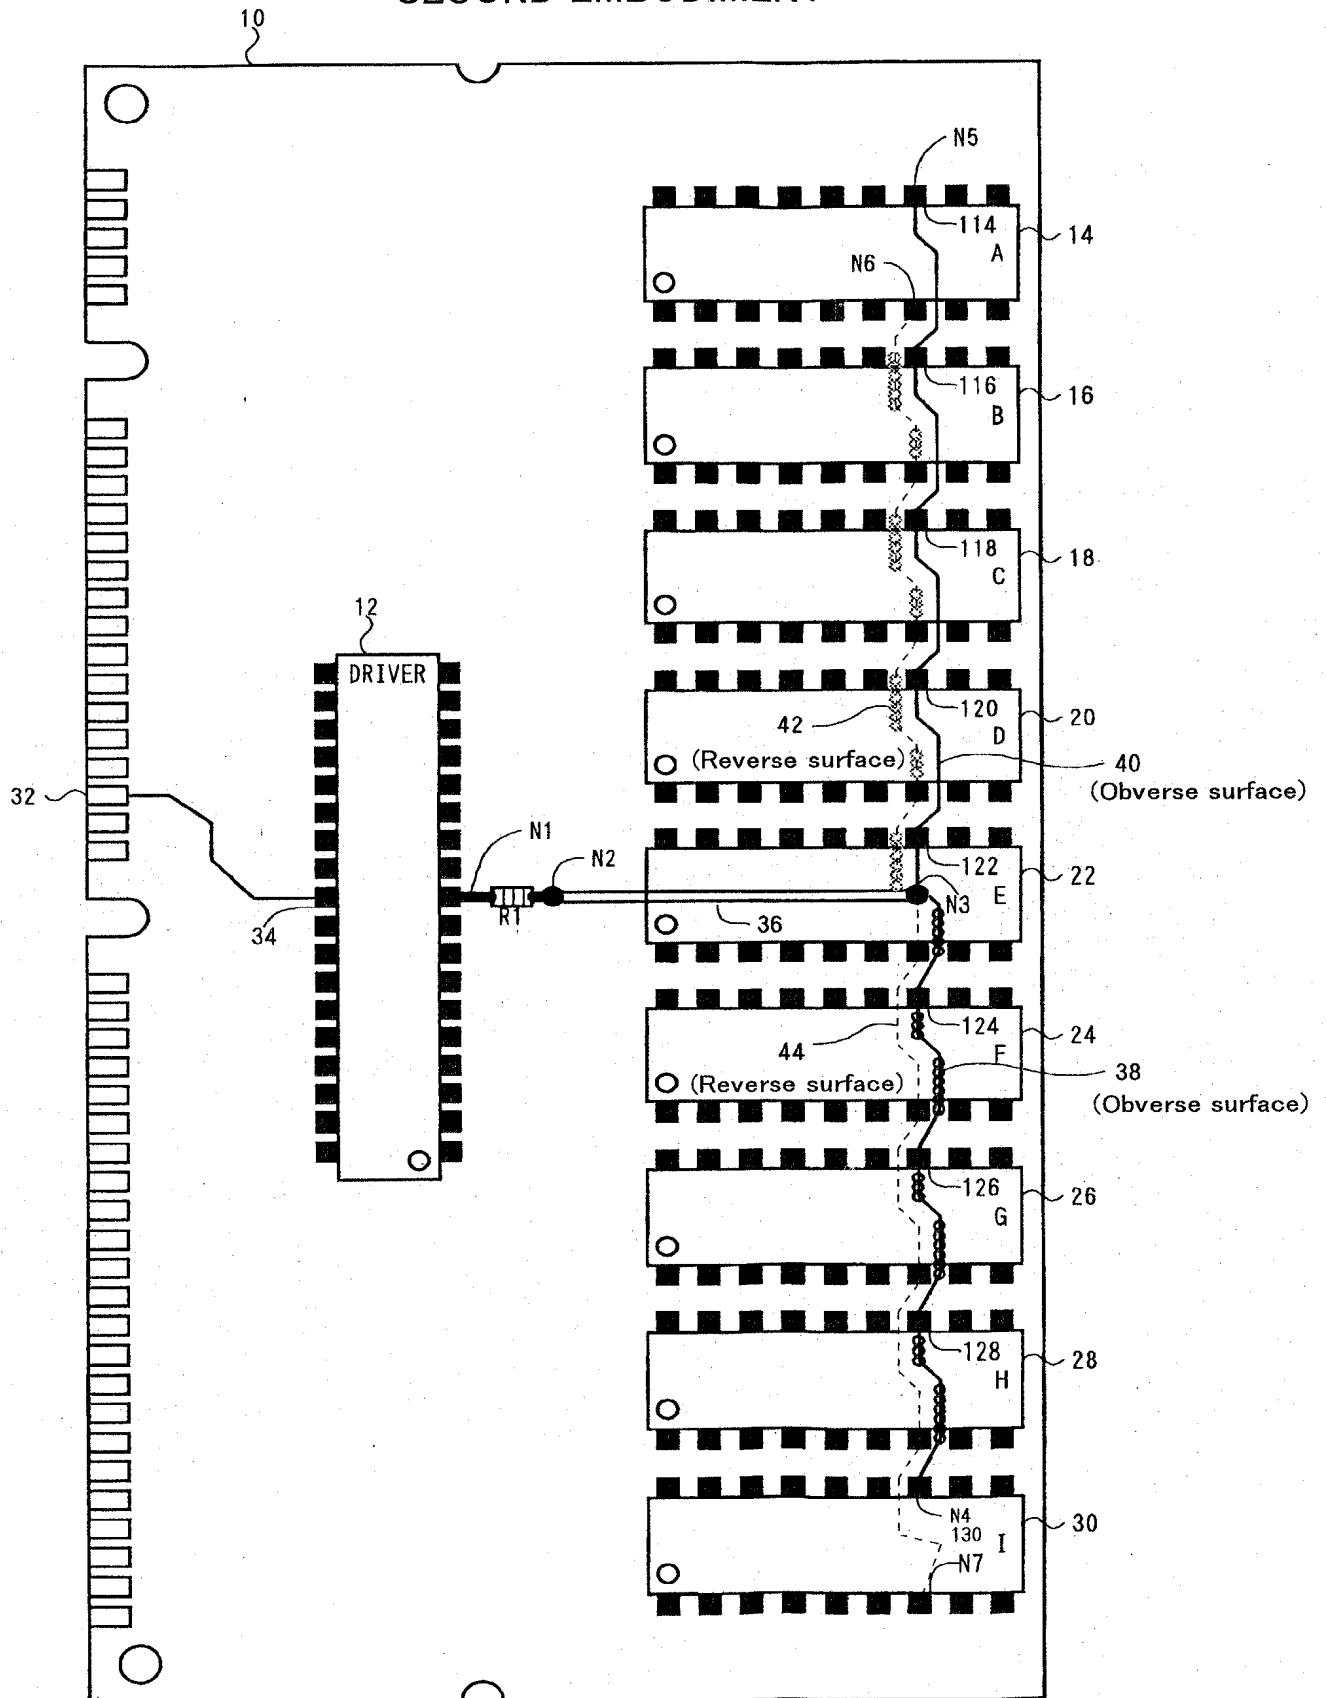 SECOND EMBODIMENT
10
N5
114
14
A
N6
116
16
B
118
18
C
12
DRIVER
120
20
42
D
(Reverse surface)
40
(Obverse surface)
32
N1
N2
122
22
E
N3
R1
36
34
124
24
44
F
(Reverse surface)
38
(Obverse surface)
126
26
G
128
28
H
N4
130
30
I
N7